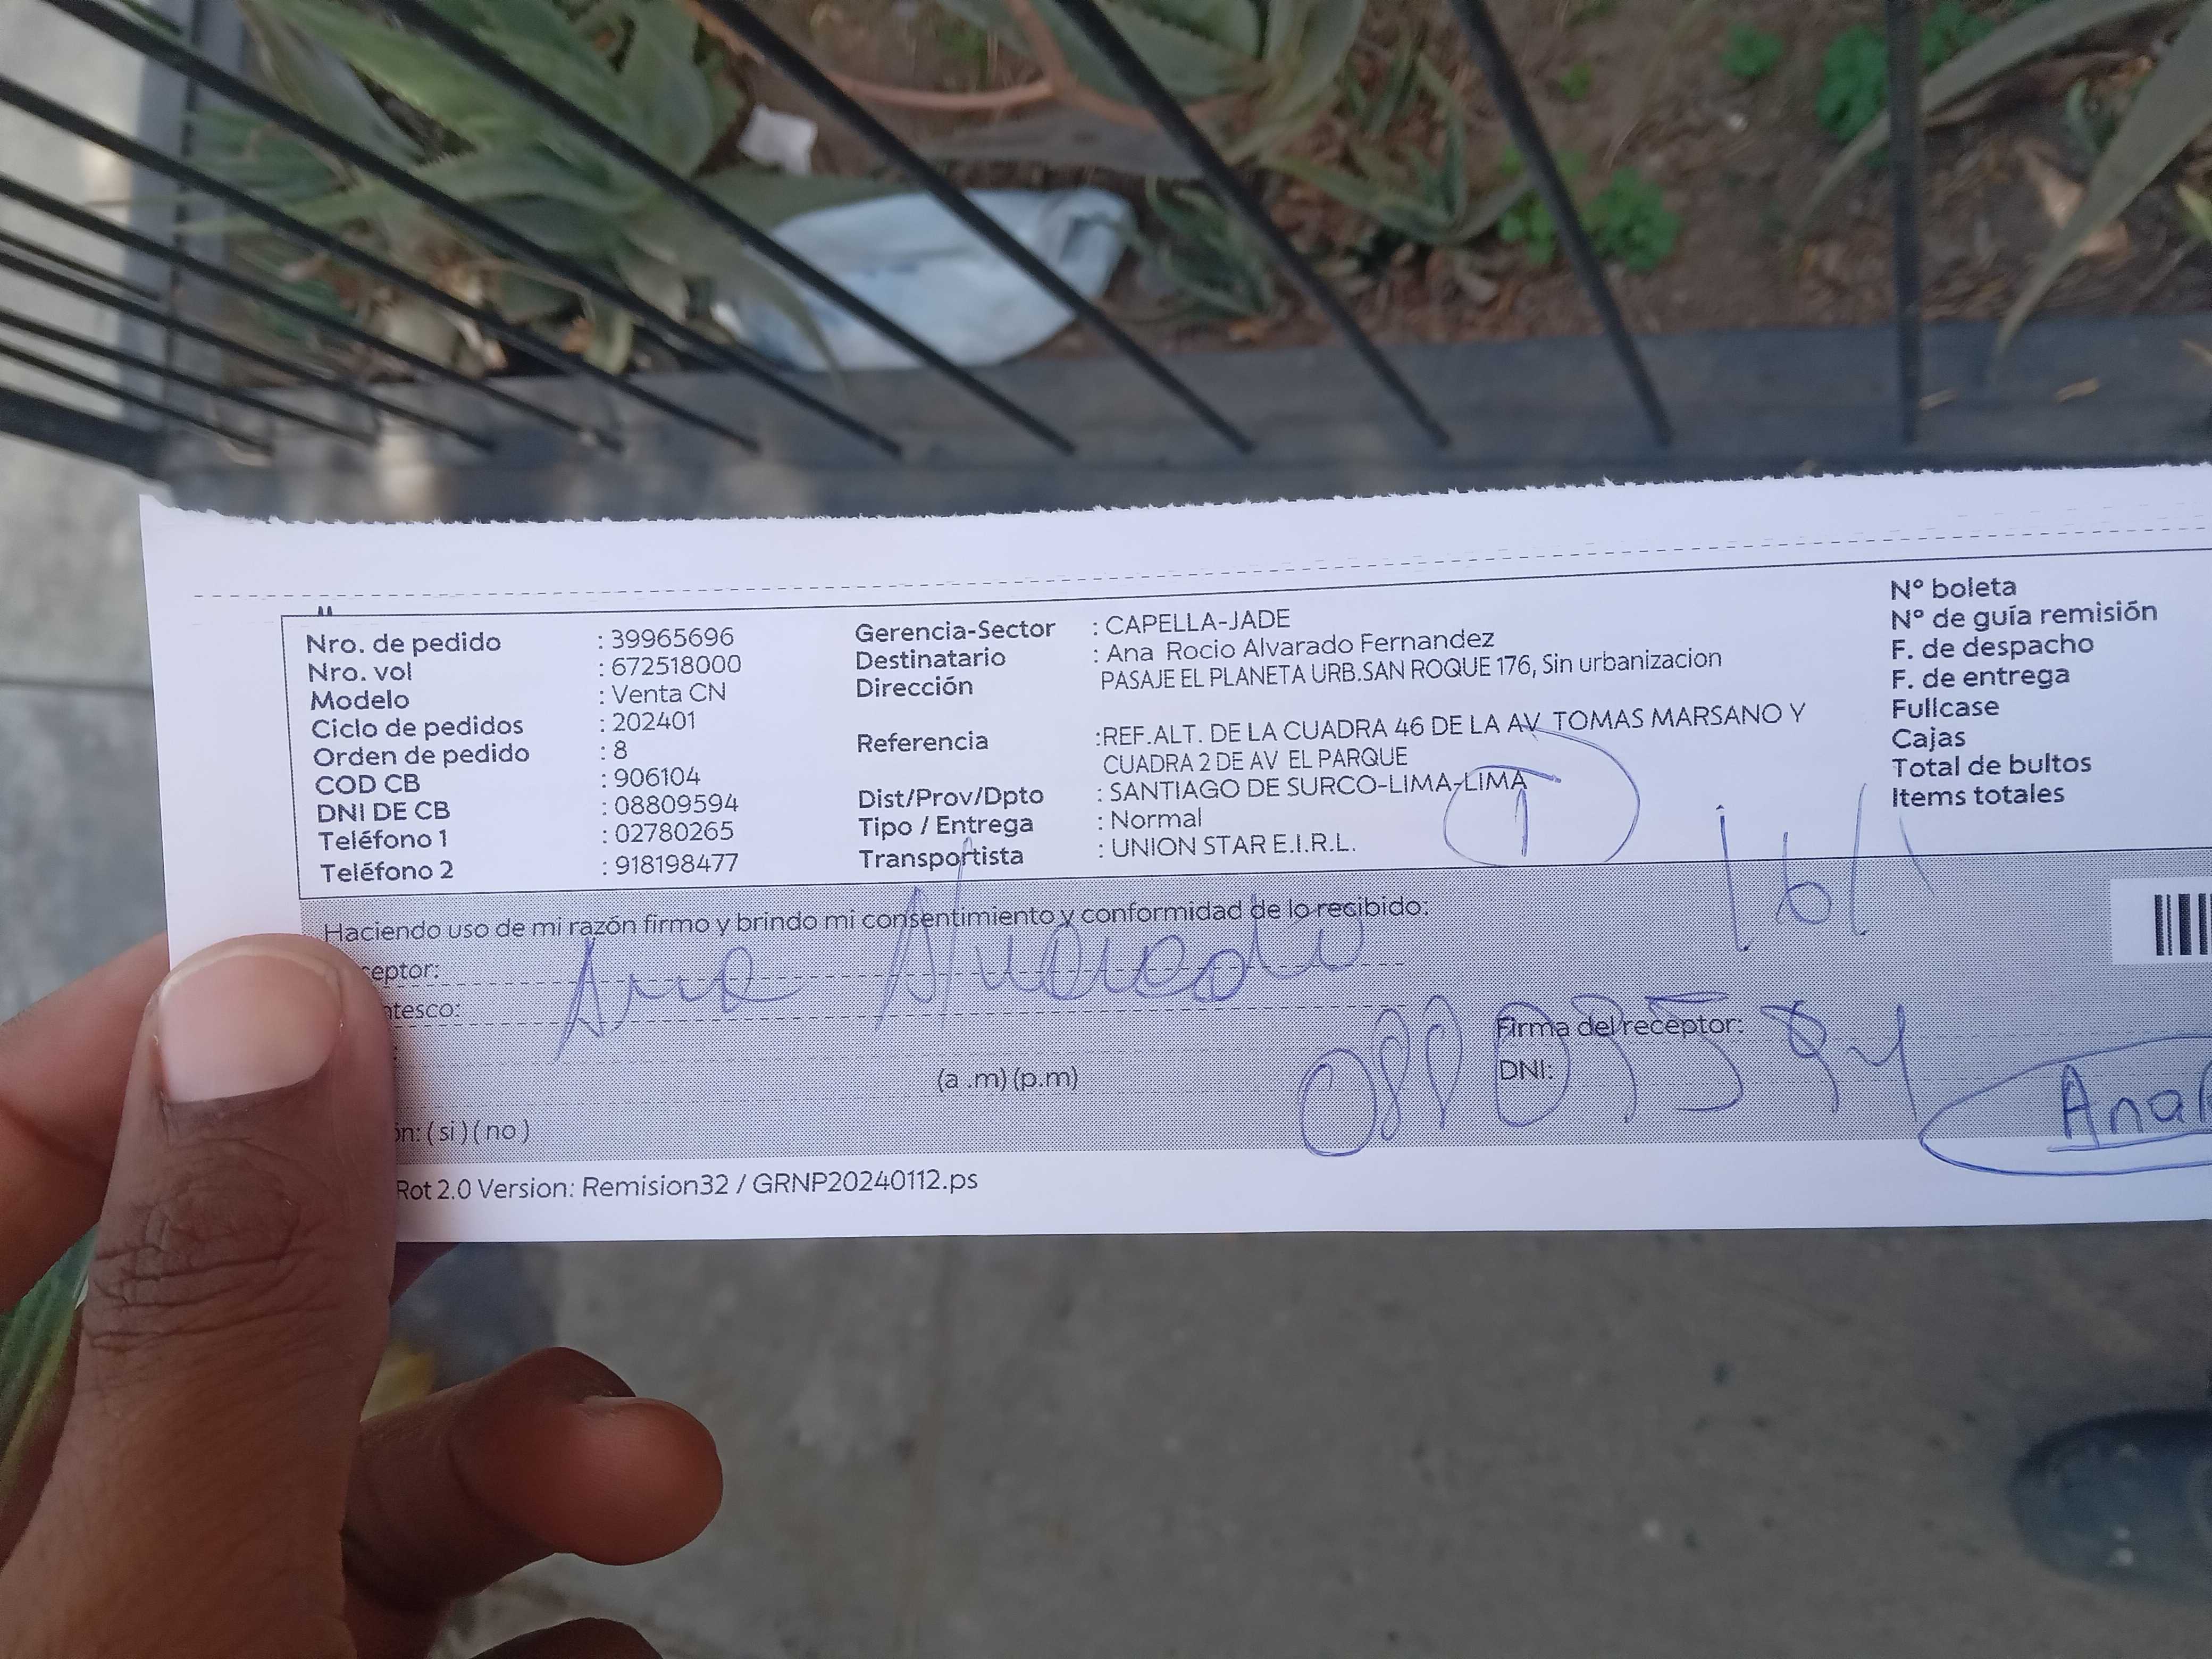 Nro. de pedido : 39965696
Nro. vol : 672518000
Modelo : Venta CN
Ciclo de pedidos : 202401
Orden de pedido : 8
COD CB : 906104
DNI DE CB : 08809594
Teléfono 1 : 02780265
Teléfono 2 : 918198477
Gerencia-Sector : CAPELLA-JADE
Destinatario : Ana Rocio Alvarado Fernandez
Dirección PASAJE EL PLANETA URB.SAN ROQUE 176, Sin urbanizacion
Referencia :REF.ALT. DE LA CUADRA 46 DE LA AV TOMAS MARSANO Y
CUADRA 2 DE AV EL PARQUE
Dist/Prov/Dpto : SANTIAGO DE SURCO-LIMA-LIMA
Tipo / Entrega : Normal
Transportista : UNION STAR E.I.R.L.
N° boleta
N° de guía remisión
F. de despacho
F. de entrega
Fullcase
Cajas
Total de bultos
Items totales
1
Haciendo uso de mi razón firmo y brindo mi consentimiento y conformidad de lo recibido:
ceptor: Ana Alvarado
ntesco:
:
Firma del receptor:
(a .m) (p.m)
DNI:
ón: ( si ) ( no )
Rot 2.0 Version: Remision32 / GRNP20240112.ps